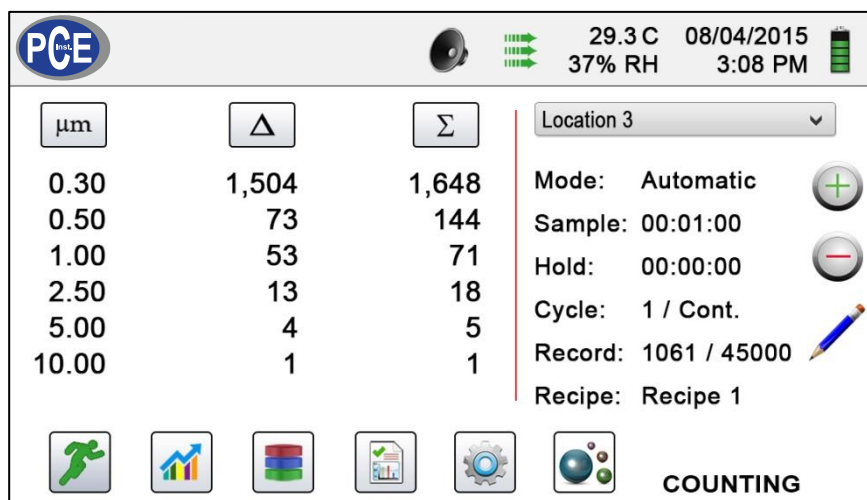 PCE
Inst.
29.3 C 08/04/2015
37% RH 3:08 PM
µm Δ Σ
0.30 1,504 1,648
0.50 73 144
1.00 53 71
2.50 13 18
5.00 4 5
10.00 1 1
Location 3
Mode: Automatic
Sample: 00:01:00
Hold: 00:00:00
Cycle: 1 / Cont.
Record: 1061 / 45000
Recipe: Recipe 1
COUNTING